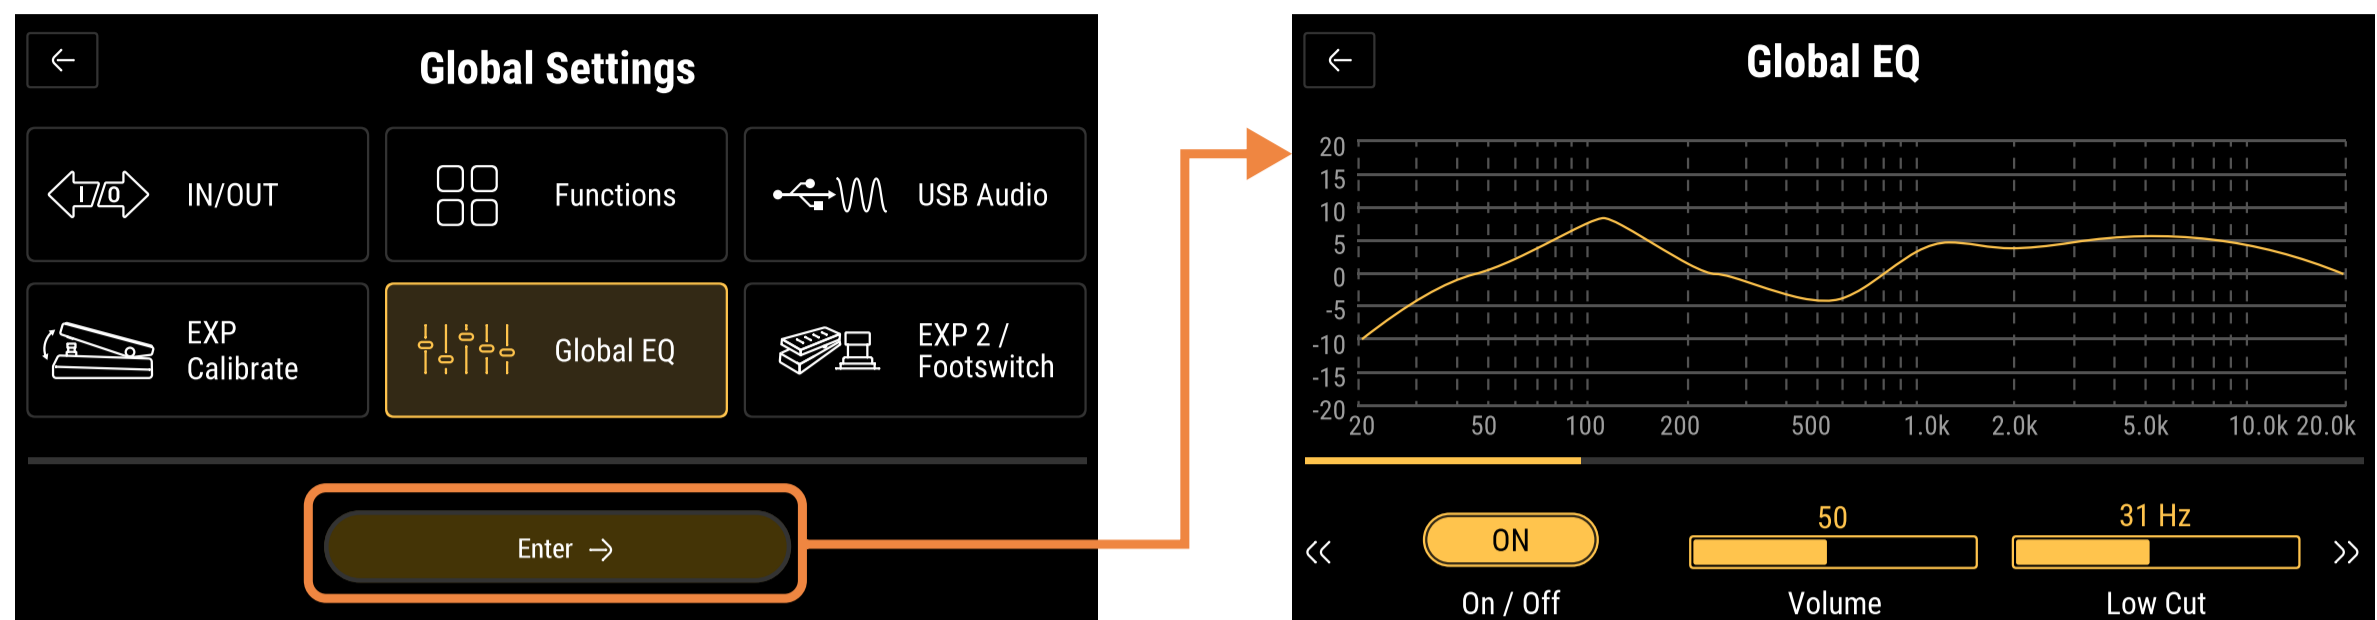 Global Settings
I/O
IN/OUT
Functions
USB Audio
EXP
Calibrate
Global EQ
EXP 2 /
Footswitch
Enter
Global EQ
20
15
10
5
0
-5
-10
-15
-20
20 50 100 200 500 1.0k 2.0k 5.0k 10.0k 20.0k
ON
On / Off
50
Volume
31 Hz
Low Cut